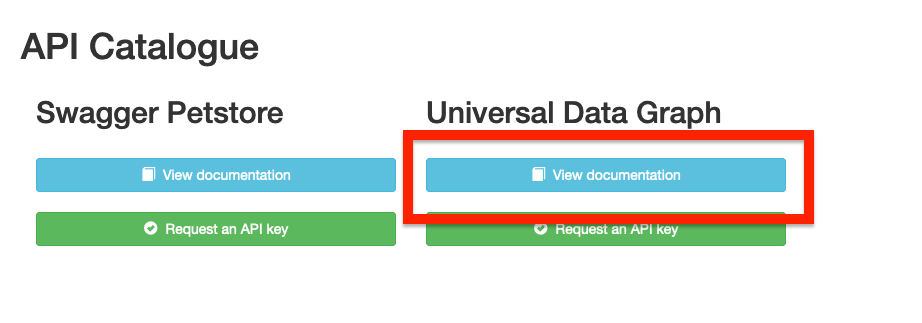 API Catalogue
Swagger Petstore
View documentation
Request an API key
Universal Data Graph
View documentation
Request an API key